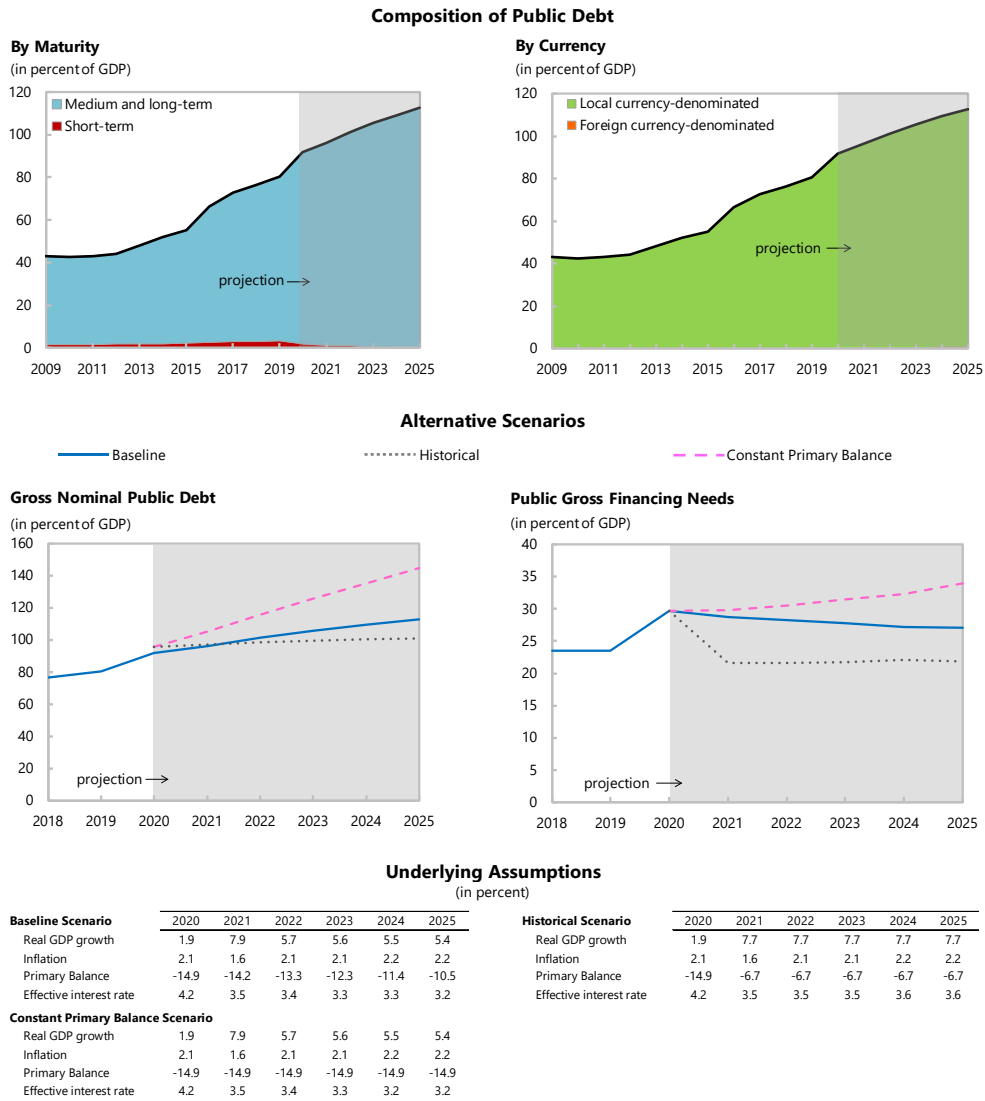 Composition of Public Debt
By Maturity
(in percent of GDP)
120
100
80
60
40
20
0
Medium and long-term
Short-term
projection
2009 2011 2013 2015 2017 2019 2021 2023 2025
By Currency
(in percent of GDP)
120
100
80
60
40
20
0
Local currency-denominated
Foreign currency-denominated
projection
2009 2011 2013 2015 2017 2019 2021 2023 2025
Alternative Scenarios
Baseline Historical Constant Primary Balance
Gross Nominal Public Debt
(in percent of GDP)
160
140
120
100
80
60
40
20
0
projection
2018 2019 2020 2021 2022 2023 2024 2025
Public Gross Financing Needs
(in percent of GDP)
40
35
30
25
20
15
10
5
0
projection
2018 2019 2020 2021 2022 2023 2024 2025
Underlying Assumptions
(in percent)
Baseline Scenario 2020 2021 2022 2023 2024 2025
Real GDP growth 1.9 7.9 5.7 5.6 5.5 5.4
Inflation 2.1 1.6 2.1 2.1 2.2 2.2
Primary Balance -14.9 -14.2 -13.3 -12.3 -11.4 -10.5
Effective interest rate 4.2 3.5 3.4 3.3 3.3 3.2
Constant Primary Balance Scenario
Real GDP growth 1.9 7.9 5.7 5.6 5.5 5.4
Inflation 2.1 1.6 2.1 2.1 2.2 2.2
Primary Balance -14.9 -14.9 -14.9 -14.9 -14.9 -14.9
Effective interest rate 4.2 3.5 3.4 3.3 3.2 3.2
Historical Scenario 2020 2021 2022 2023 2024 2025
Real GDP growth 1.9 7.7 7.7 7.7 7.7 7.7
Inflation 2.1 1.6 2.1 2.1 2.2 2.2
Primary Balance -14.9 -6.7 -6.7 -6.7 -6.7 -6.7
Effective interest rate 4.2 3.5 3.5 3.5 3.6 3.6